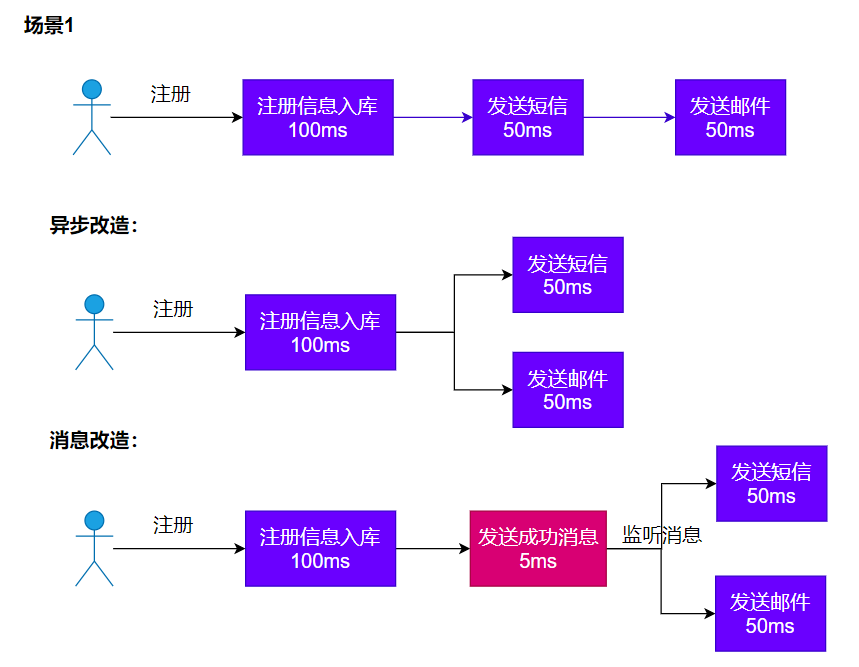 场景1
注册
注册信息入库
100ms
发送短信
50ms
发送邮件
50ms
异步改造：
注册
注册信息入库
100ms
发送短信
50ms
发送邮件
50ms
消息改造：
注册
注册信息入库
100ms
发送成功消息
5ms
监听消息
发送短信
50ms
发送邮件
50ms